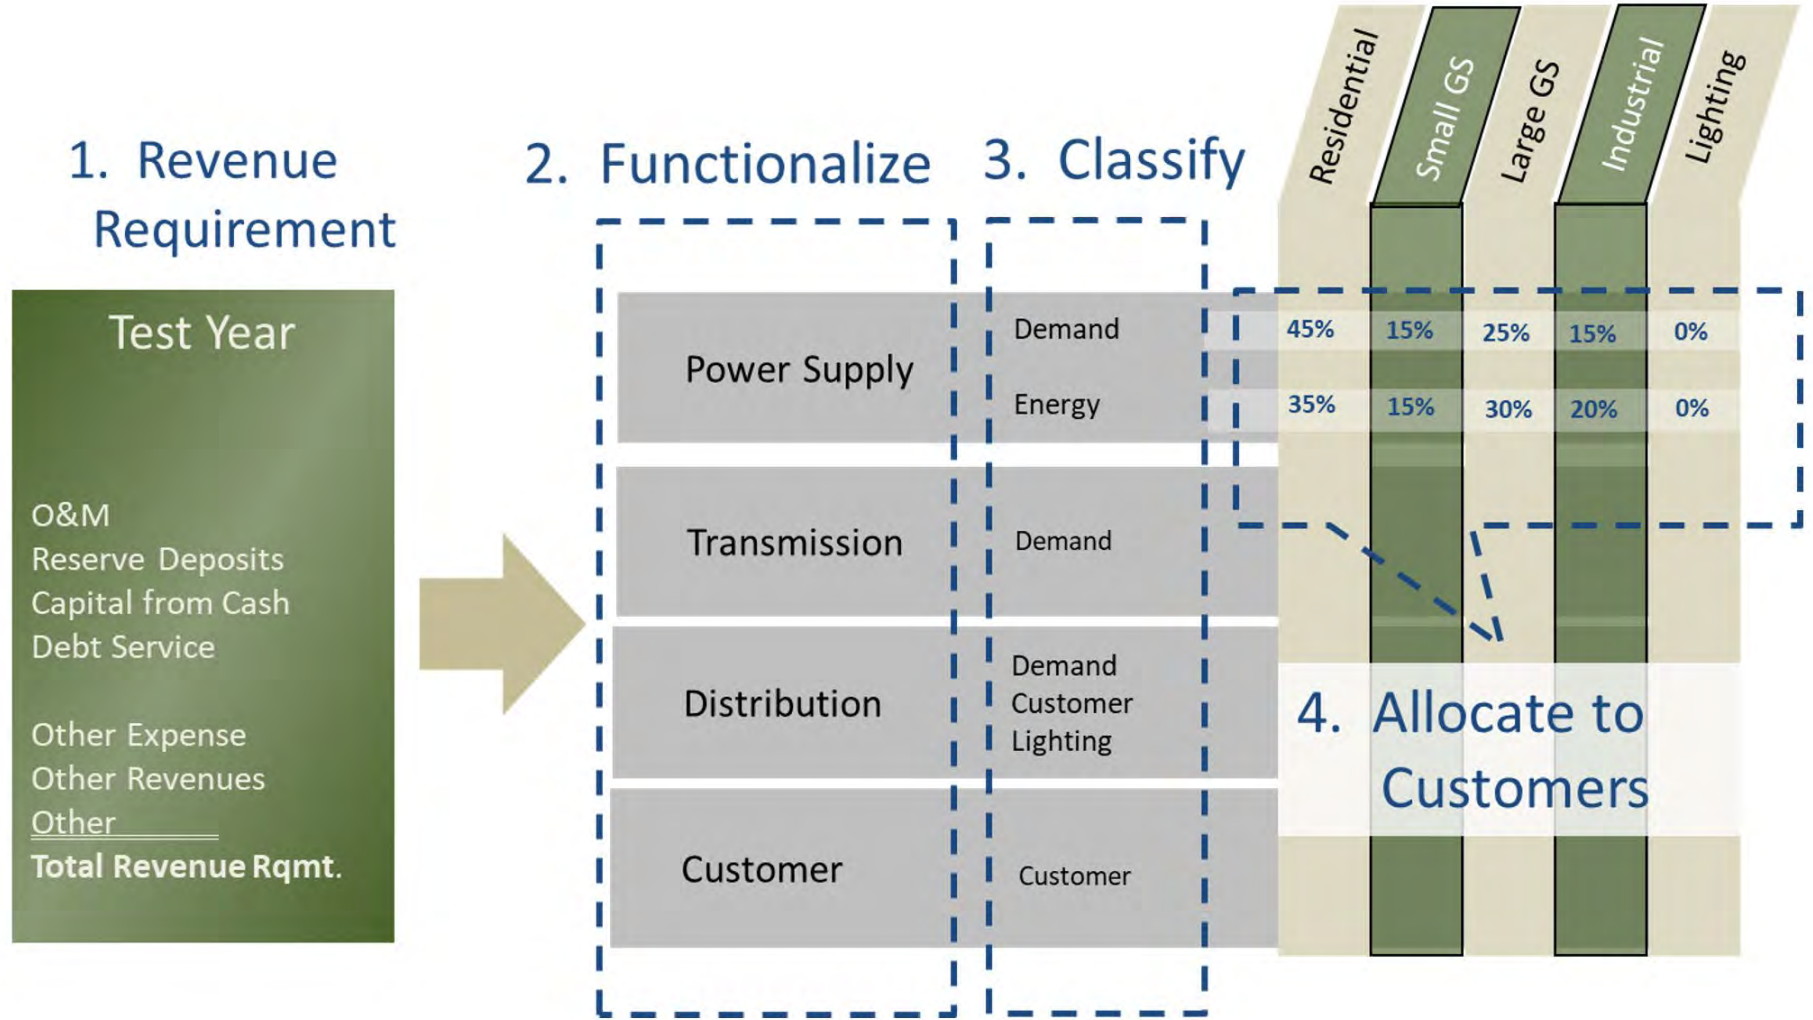 1. Revenue
Requirement
Test Year
O&M
Reserve Deposits
Capital from Cash
Debt Service
Other Expense
Other Revenues
Other
Total Revenue Rqmt.
2. Functionalize
Power Supply
Transmission
Distribution
Customer
3. Classify
Demand
Energy
Demand
Demand
Customer
Lighting
Customer
Residential
Small GS
Large GS
Industrial
Lighting
45% 15% 25% 15% 0%
35% 15% 30% 20% 0%
4. Allocate to
Customers